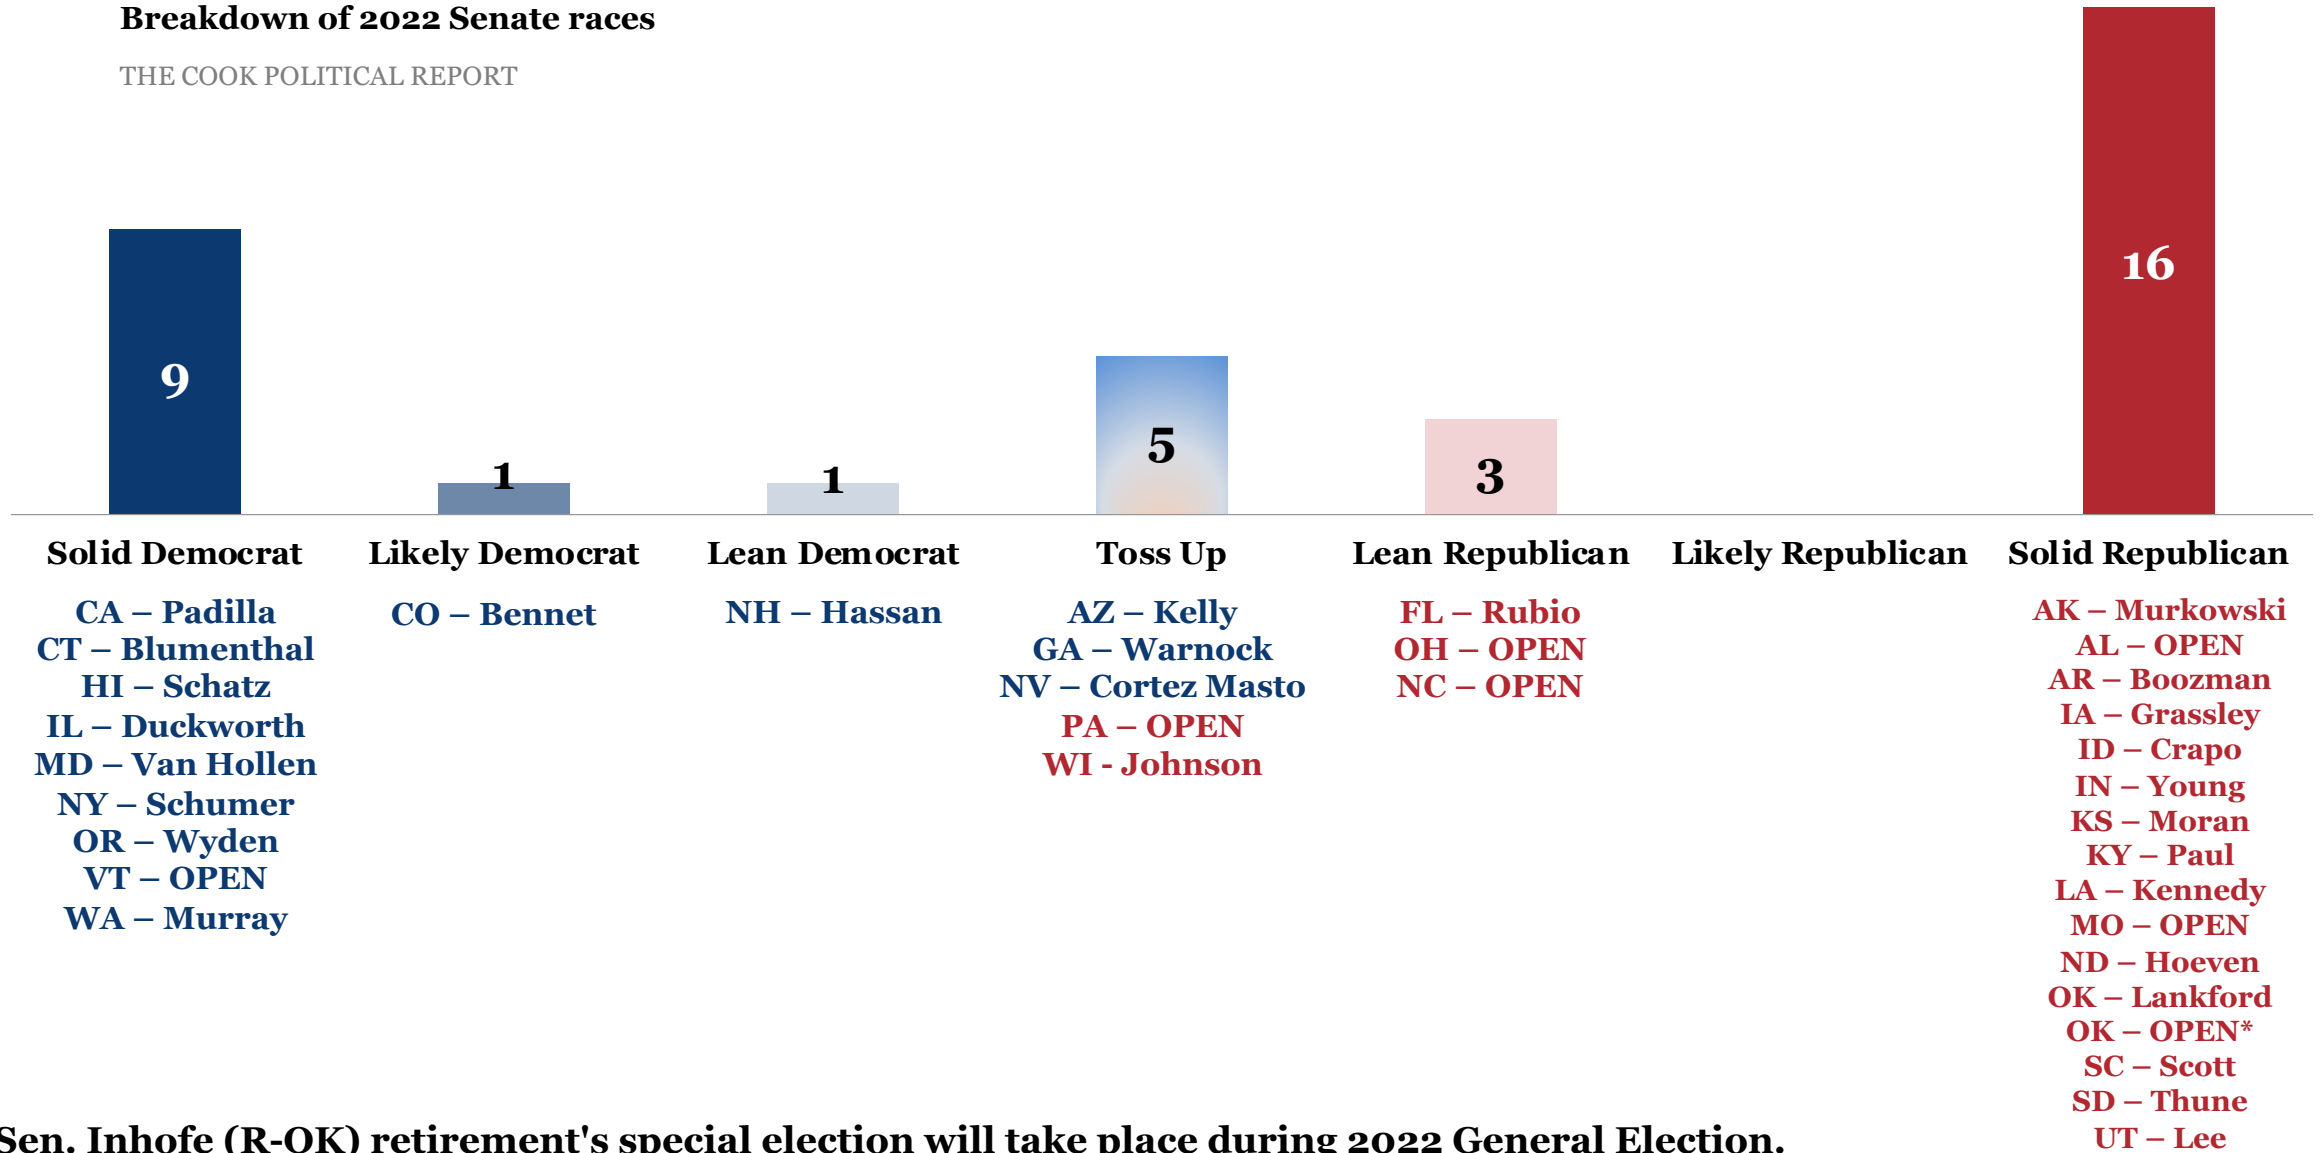 Breakdown of 2022 Senate races
THE COOK POLITICAL REPORT
9
1
1
5
3
16
Solid Democrat
Likely Democrat
Lean Democrat
Toss Up
Lean Republican
Likely Republican
Solid Republican
CA – Padilla
CT – Blumenthal
HI – Schatz
IL – Duckworth
MD – Van Hollen
NY – Schumer
OR – Wyden
VT – OPEN
WA – Murray
CO – Bennet
NH – Hassan
AZ – Kelly
GA – Warnock
NV – Cortez Masto
PA – OPEN
WI - Johnson
FL – Rubio
OH – OPEN
NC – OPEN
AK – Murkowski
AL – OPEN
AR – Boozman
IA – Grassley
ID – Crapo
IN – Young
KS – Moran
KY – Paul
LA – Kennedy
MO – OPEN
ND – Hoeven
OK – Lankford
OK – OPEN*
SC – Scott
SD – Thune
UT – Lee
Sen. Inhofe (R-OK) retirement's special election will take place during 2022 General Election.